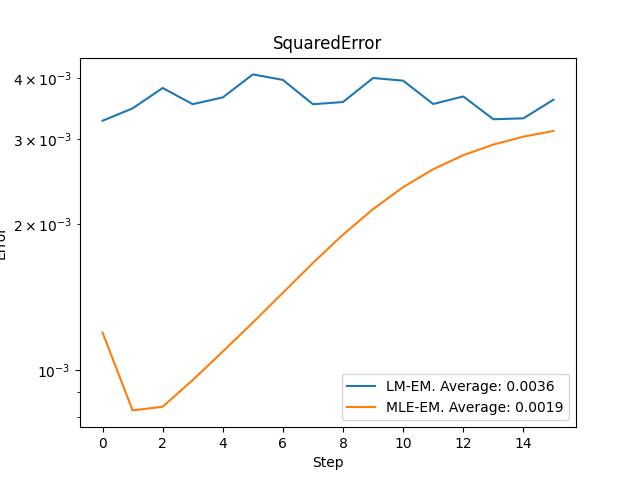 SquaredError
4 × 10⁻³
3 × 10⁻³
2 × 10⁻³
10⁻³
Error
0 2 4 6 8 10 12 14
Step
LM-EM. Average: 0.0036
MLE-EM. Average: 0.0019